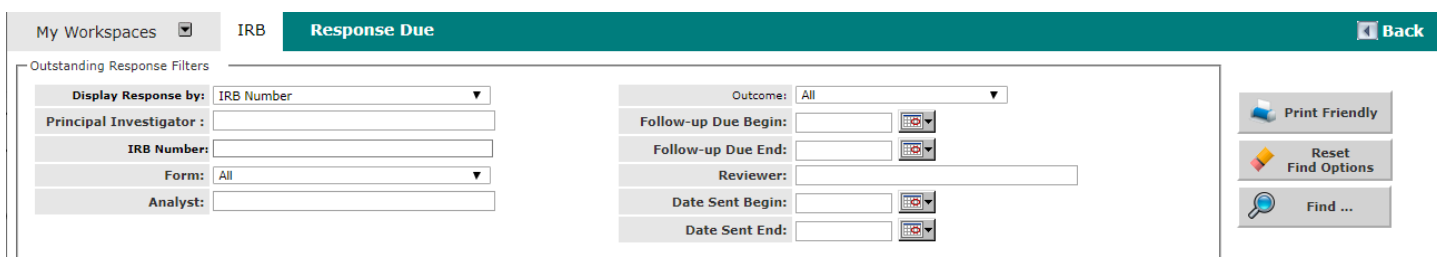 My Workspaces IRB Response Due Back
Outstanding Response Filters
Display Response by: IRB Number
Principal Investigator :
IRB Number:
Form: All
Analyst:
Outcome: All
Follow-up Due Begin:
Follow-up Due End:
Reviewer:
Date Sent Begin:
Date Sent End:
Print Friendly
Reset
Find Options
Find ...